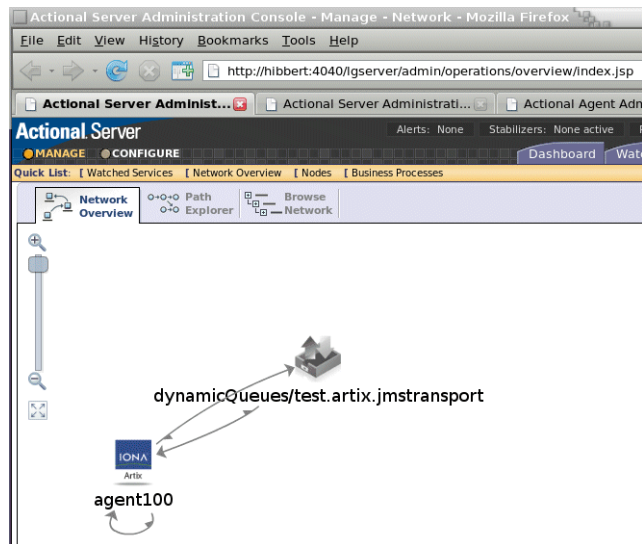 Actional Server Administration Console - Manage - Network - Mozilla Firefox
File Edit View History Bookmarks Tools Help
http://hibbert:4040/lgserver/admin/operations/overview/index.jsp
Actional Server Administ... Actional Server Administrati... Actional Agent Adm
Actional Server Alerts: None Stabilizers: None active
MANAGE CONFIGURE Dashboard Wat
Quick List: [ Watched Services [ Network Overview [ Nodes [ Business Processes
Network Overview
Path Explorer
Browse Network
dynamicQueues/test.artix.jmstransport
IONA
Artix
agent100